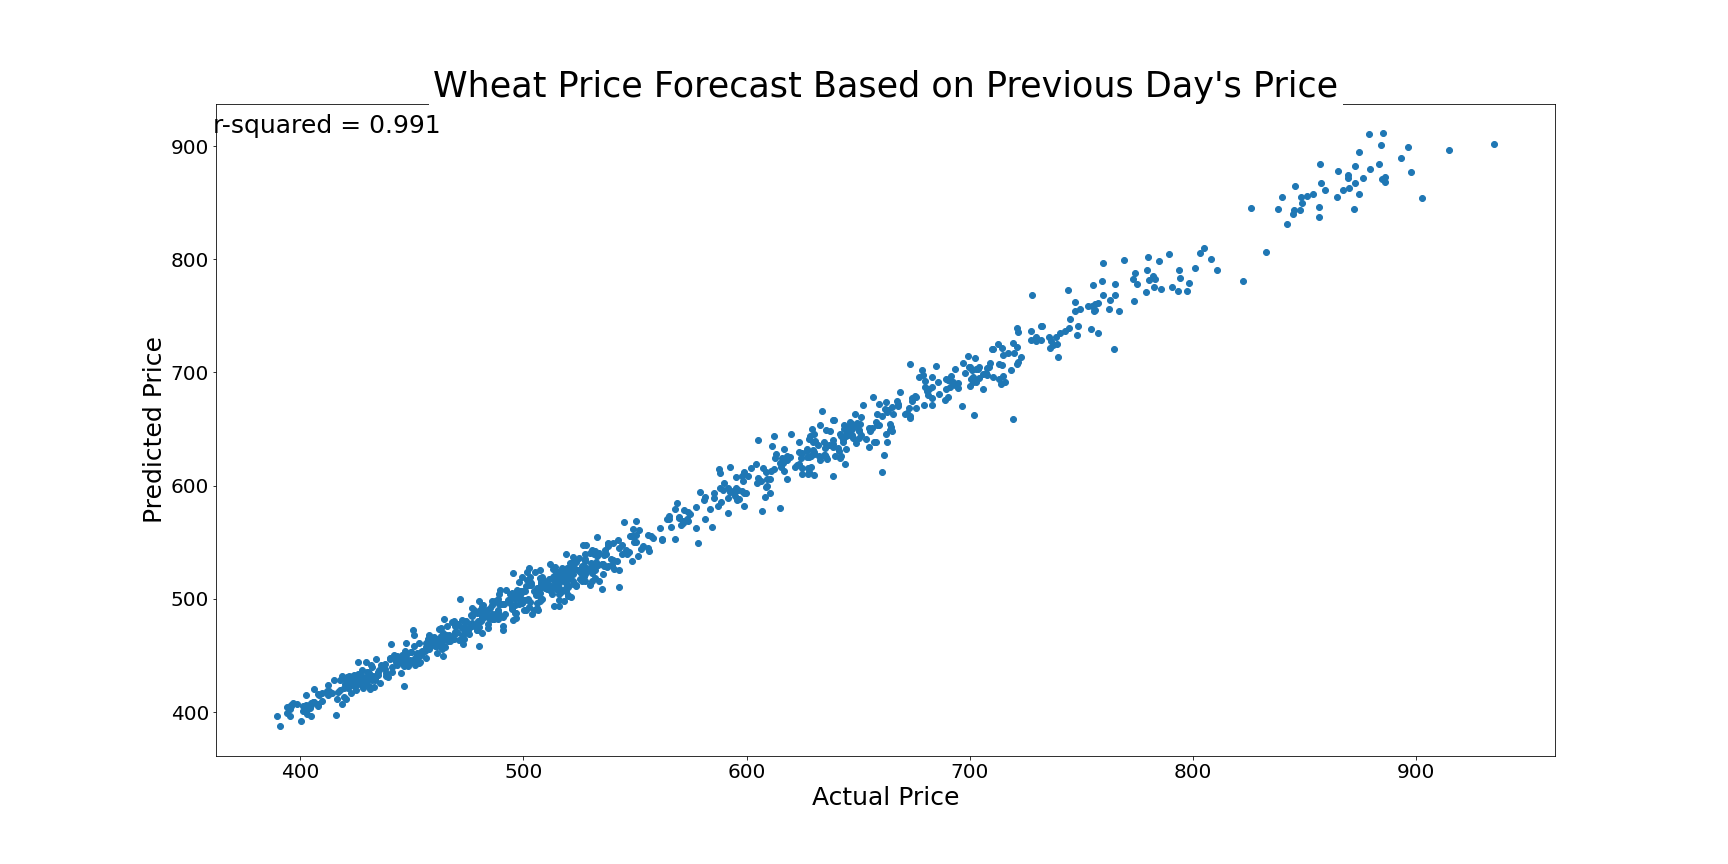 Wheat Price Forecast Based on Previous Day's Price
r-squared = 0.991
900
800
700
600
500
400
Predicted Price
400 500 600 700 800 900
Actual Price